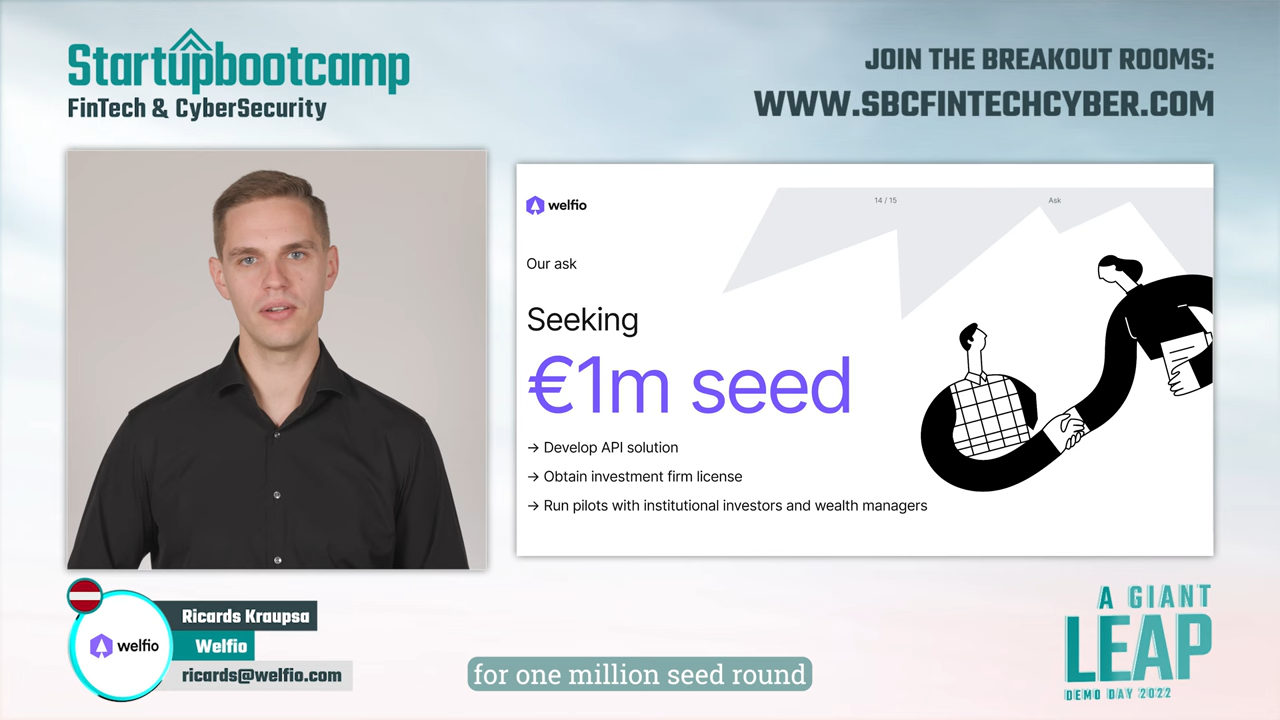 Startupbootcamp
FinTech & CyberSecurity
JOIN THE BREAKOUT ROOMS:
WWW.SBCFINTECHCYBER.COM
welfio
14 / 15
Ask
Our ask
Seeking
€1m seed
→ Develop API solution
→ Obtain investment firm license
→ Run pilots with institutional investors and wealth managers
welfio
Ricards Kraupsa
Welfio
ricards@welfio.com
for one million seed round
A GIANT
LEAP
DEMO DAY 2022